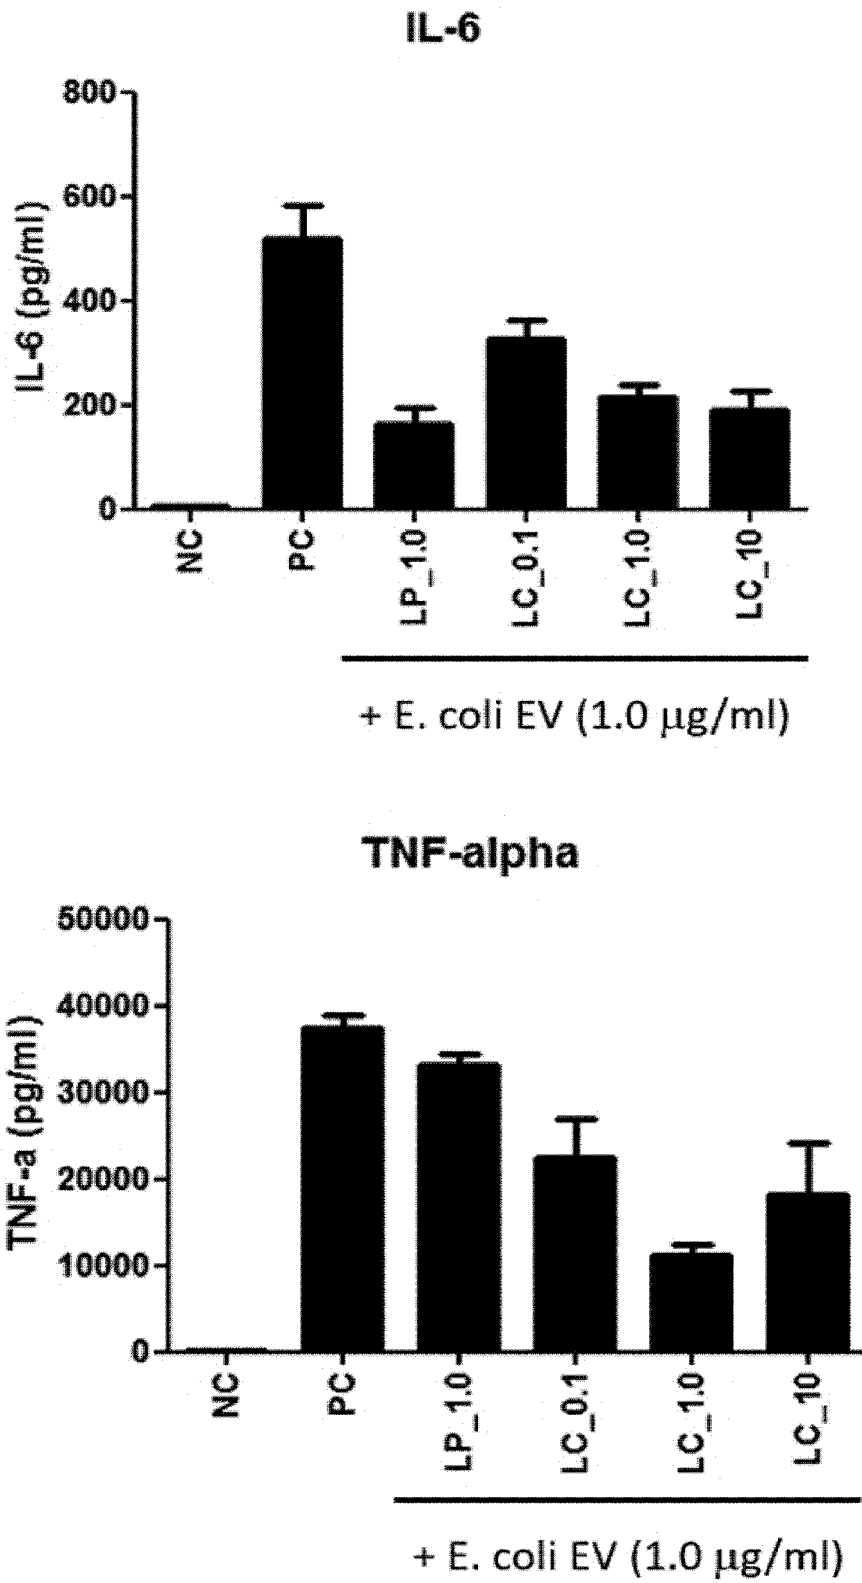 IL-6
IL-6 (pg/ml)
800
600
400
200
0
NC
PC
LP_1.0
LC_0.1
LC_1.0
LC_10
+ E. coli EV (1.0 μg/ml)
TNF-alpha
TNF-a (pg/ml)
50000
40000
30000
20000
10000
0
NC
PC
LP_1.0
LC_0.1
LC_1.0
LC_10
+ E. coli EV (1.0 μg/ml)